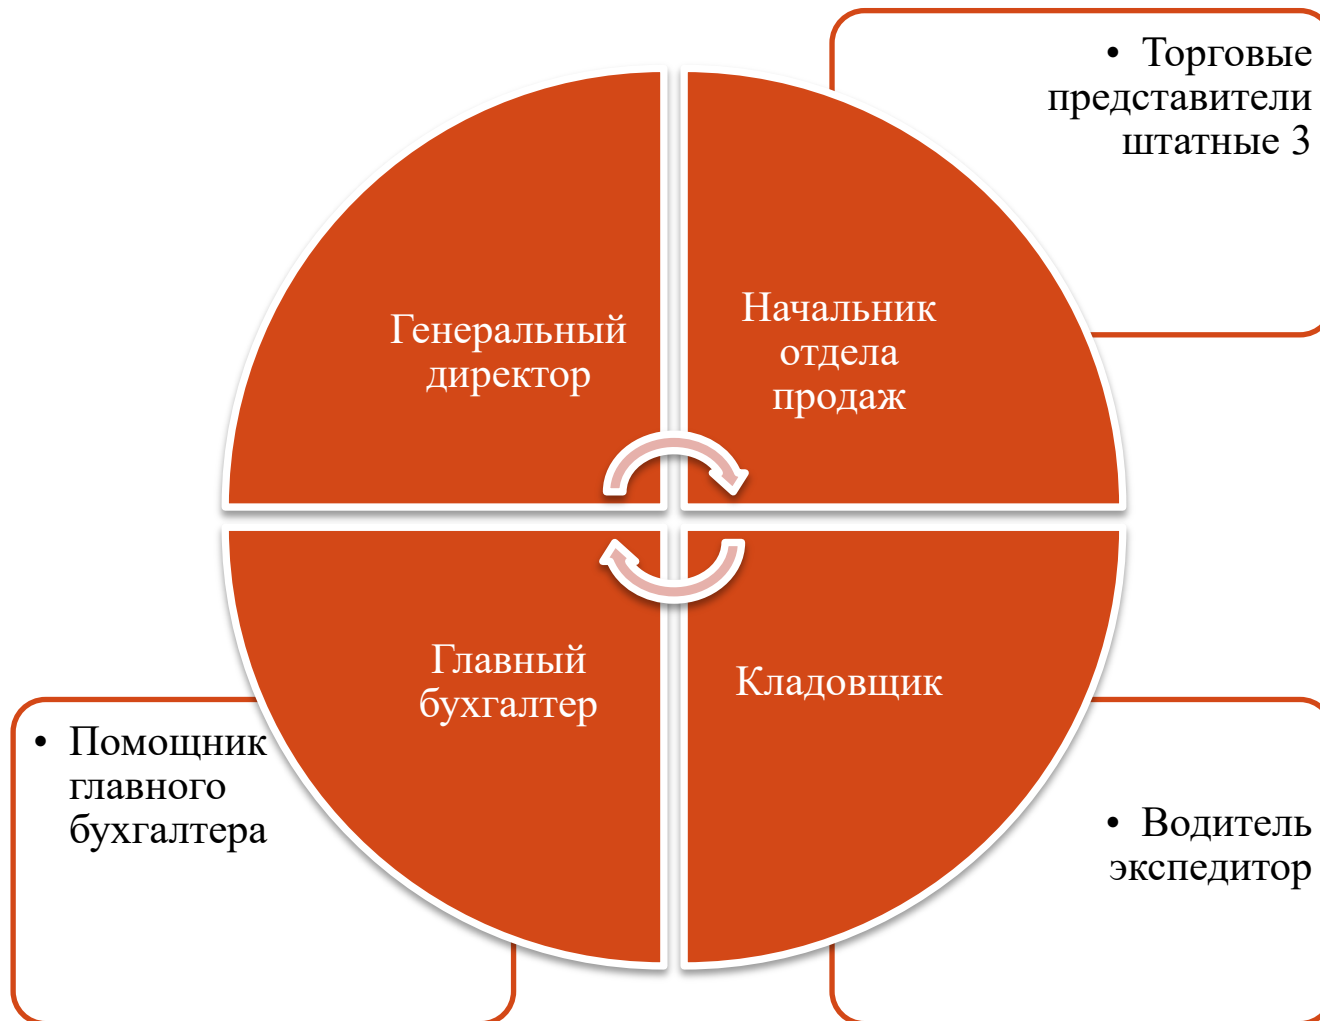 • Торговые
представители
штатные 3
Генеральный
директор
Начальник
отдела
продаж
Главный
бухгалтер
Кладовщик
• Помощник
главного
бухгалтера
• Водитель
экспедитор